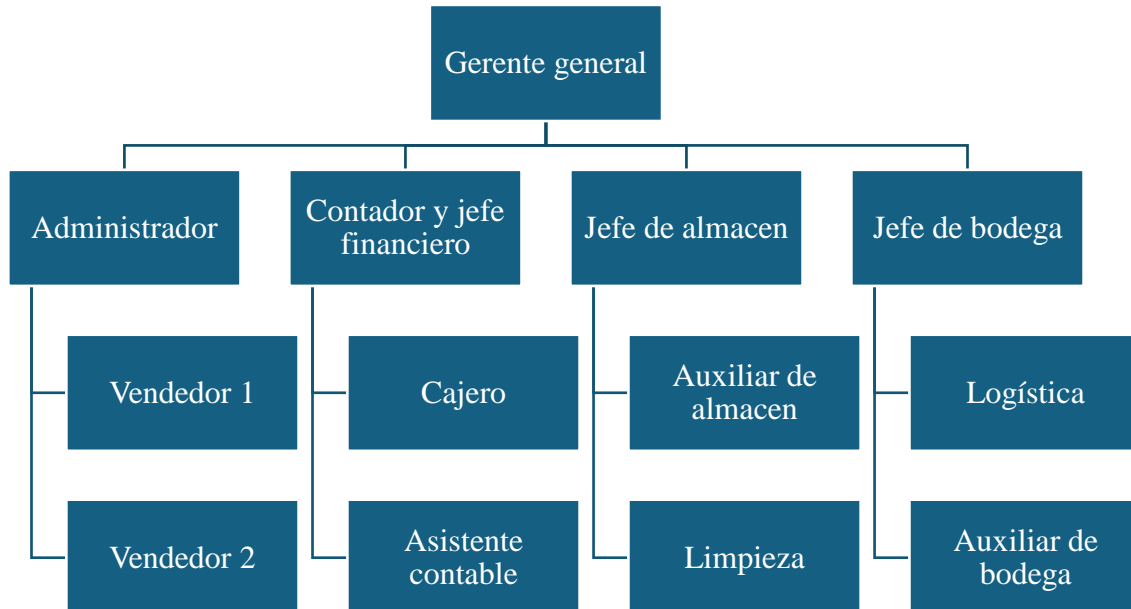 Gerente general
Administrador
Contador y jefe
financiero
Jefe de almacen
Jefe de bodega
Vendedor 1
Cajero
Auxiliar de
almacen
Logística
Vendedor 2
Asistente
contable
Limpieza
Auxiliar de
bodega